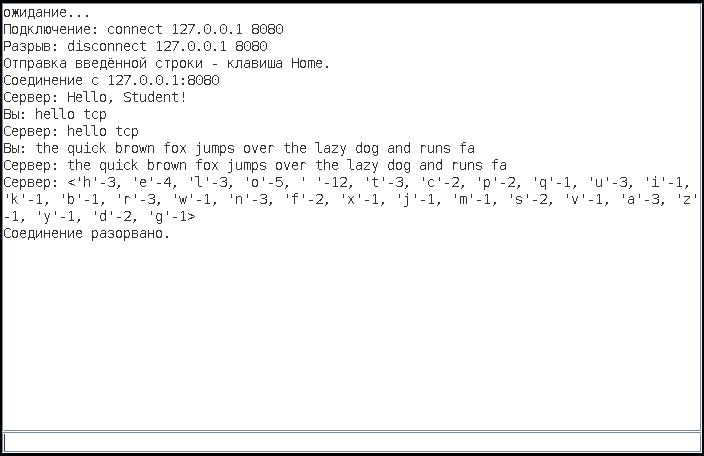 ожидание...
Подключение: connect 127.0.0.1 8080
Разрыв: disconnect 127.0.0.1 8080
Отправка введённой строки - клавиша Home.
Соединение с 127.0.0.1:8080
Сервер: Hello, Student!
Вы: hello tcp
Сервер: hello tcp
Вы: the quick brown fox jumps over the lazy dog and runs fa
Сервер: the quick brown fox jumps over the lazy dog and runs fa
Сервер: <'h'-3, 'e'-4, 'l'-3, 'o'-5, ' '-12, 't'-3, 'c'-2, 'p'-2, 'q'-1, 'u'-3, 'i'-1,
'k'-1, 'b'-1, 'r'-3, 'w'-1, 'n'-3, 'f'-2, 'x'-1, 'j'-1, 'm'-1, 's'-2, 'v'-1, 'a'-3, 'z'
-1, 'y'-1, 'd'-2, 'g'-1>
Соединение разорвано.